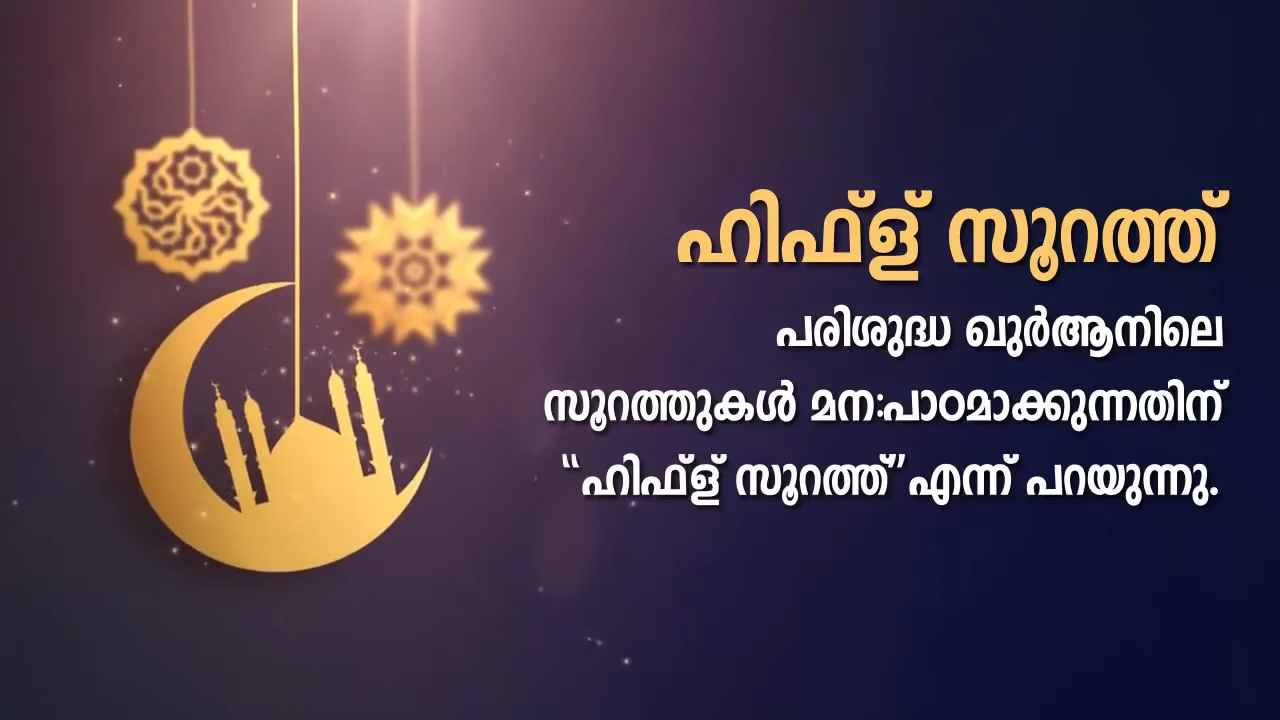 ഹിഫ്ള് സൂറത്ത്
പരിശുദ്ധ ഖുർആനിലെ
സൂറത്തുകൾ മന:പാഠമാക്കുന്നതിന്
“ഹിഫ്ള് സൂറത്ത്” എന്ന് പറയുന്നു.